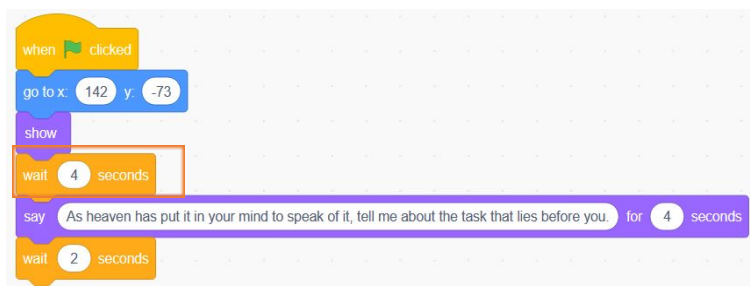 when clicked
go to x: 142 y: -73
show
wait 4 seconds
say As heaven has put it in your mind to speak of it, tell me about the task that lies before you. for 4 seconds
wait 2 seconds